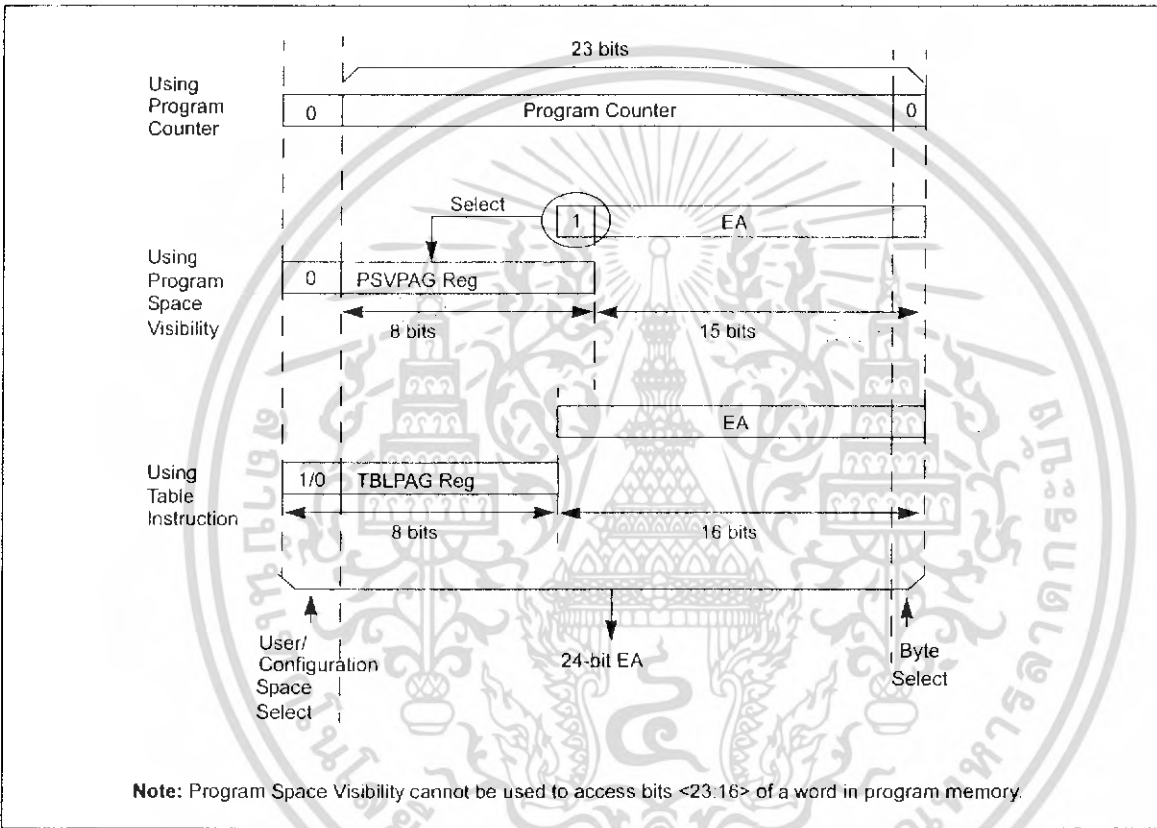 23 bits
Using
Program
Counter
0
Program Counter
0
Select
1
EA
Using
Program
Space
Visibility
0
PSVPAG Reg
8 bits
15 bits
EA
Using
Table
Instruction
1/0
TBLPAG Reg
8 bits
16 bits
User/
Configuration
Space
Select
24-bit EA
Byte
Select
Note: Program Space Visibility cannot be used to access bits <23:16> of a word in program memory.